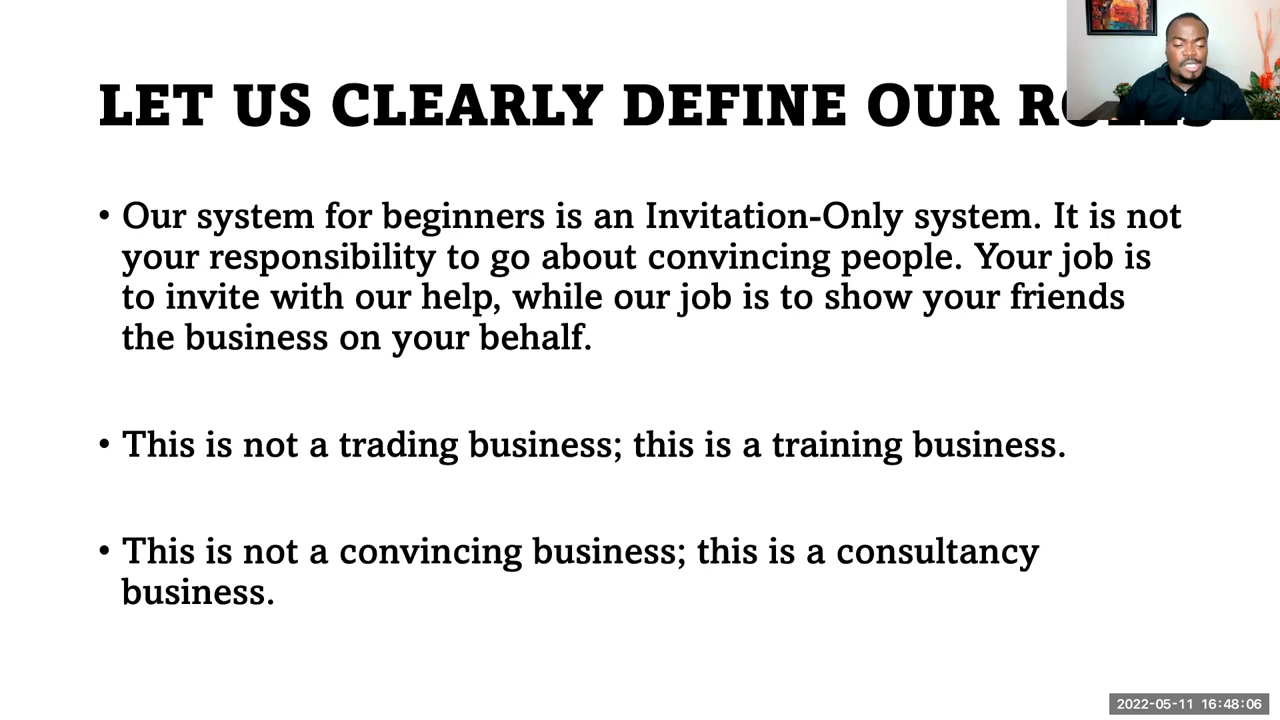 LET US CLEARLY DEFINE OUR
• Our system for beginners is an Invitation-Only system. It is not
your responsibility to go about convincing people. Your job is
to invite with our help, while our job is to show your friends
the business on your behalf.
• This is not a trading business; this is a training business.
• This is not a convincing business; this is a consultancy
business.
2022-05-11 16:48:06